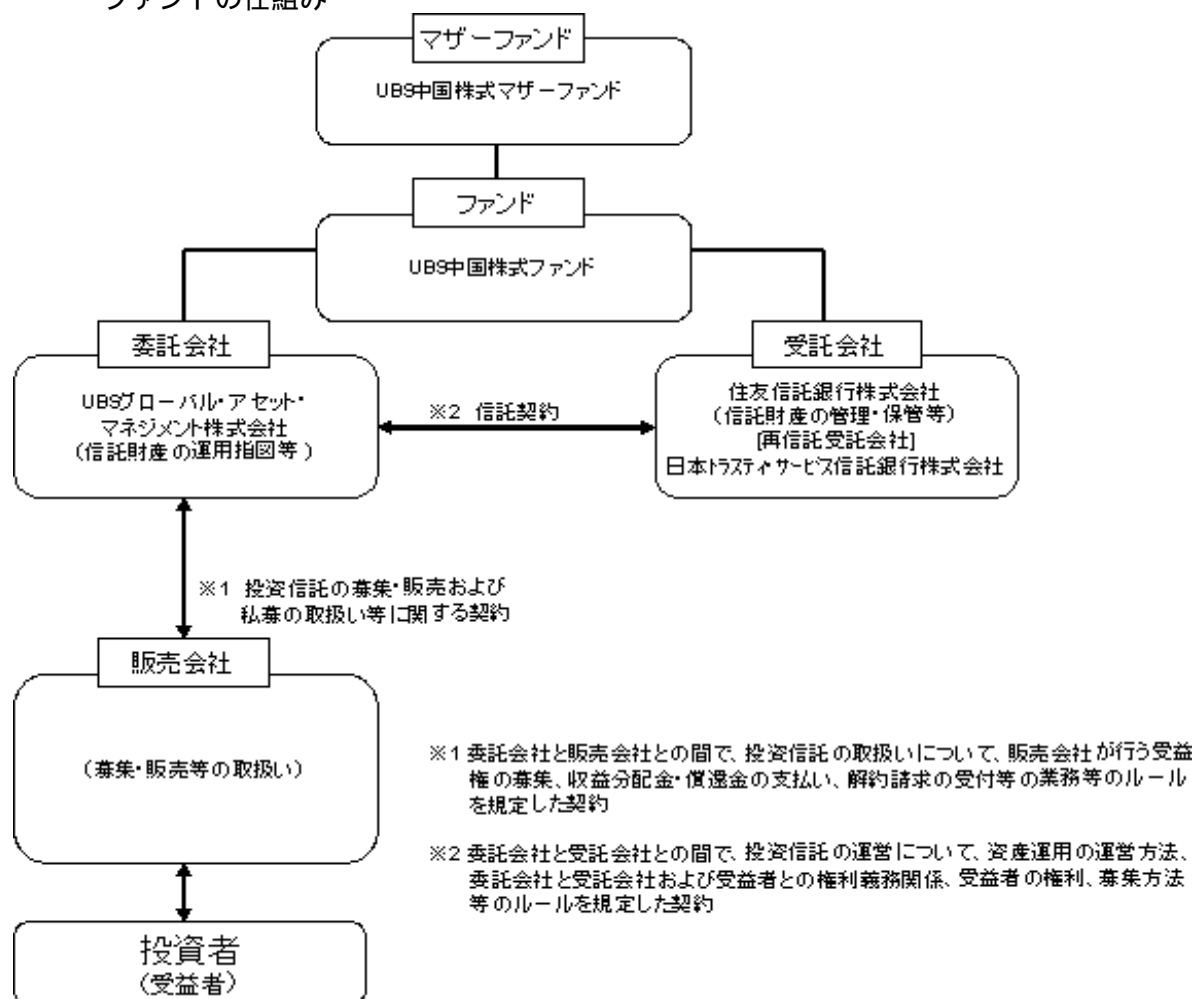 ファンドの仕組み
マザーファンド
UBS中国株式マザーファンド
ファンド
UBS中国株式ファンド
委託会社
UBSグローバル・アセット・
マネジメント株式会社
(信託財産の運用指図等)
※2 信託契約
受託会社
住友信託銀行株式会社
(信託財産の管理・保管等)
[再信託受託会社]
日本トラスティ・サービス信託銀行株式会社
※1 投資信託の募集・販売および
私募の取扱い等に関する契約
販売会社
(募集・販売等の取扱い)
※1 委託会社と販売会社との間で、投資信託の取扱いについて、販売会社が行う受益
権の募集、収益分配金・償還金の支払い、解約請求の受付等の業務等のルール
を規定した契約
※2 委託会社と受託会社との間で、投資信託の運営について、資産運用の運営方法、
委託会社と受託会社および受益者との権利義務関係、受益者の権利、募集方法
等のルールを規定した契約
投資者
(受益者)